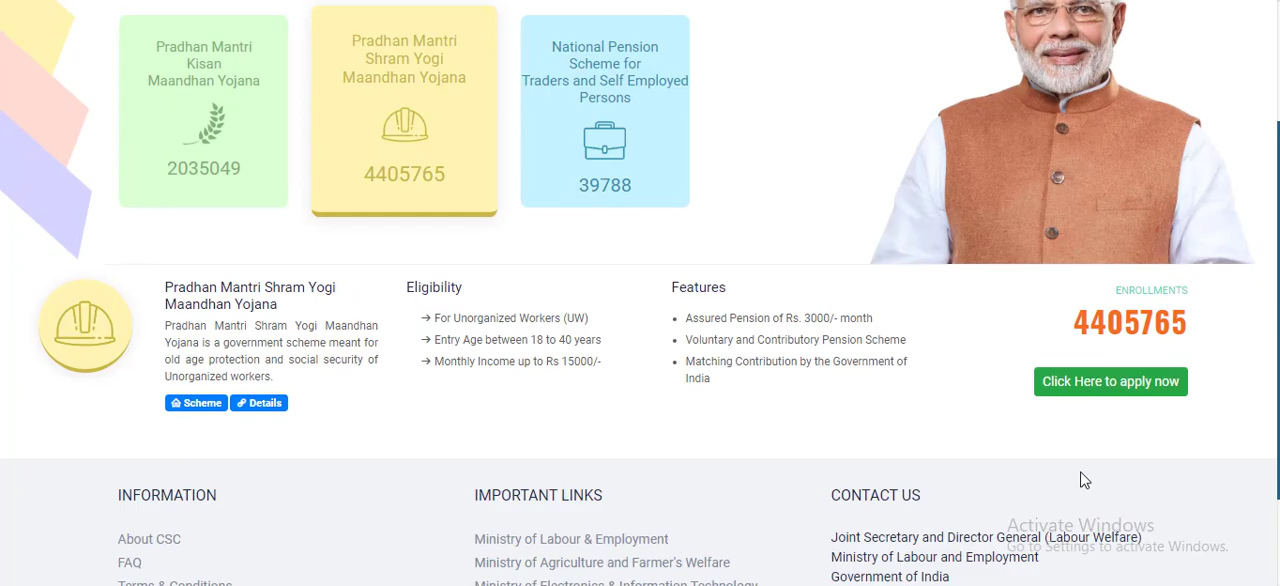 Pradhan Mantri
Kisan
Maandhan Yojana
2035049
Pradhan Mantri
Shram Yogi
Maandhan Yojana
4405765
National Pension
Scheme for
Traders and Self Employed
Persons
39788
Pradhan Mantri Shram Yogi
Maandhan Yojana
Pradhan Mantri Shram Yogi Maandhan
Yojana is a government scheme meant for
old age protection and social security of
Unorganized workers.
Scheme
Details
Eligibility
→ For Unorganized Workers (UW)
→ Entry Age between 18 to 40 years
→ Monthly Income up to Rs 15000/-
Features
• Assured Pension of Rs. 3000/- month
• Voluntary and Contributory Pension Scheme
• Matching Contribution by the Government of
India
ENROLLMENTS
4405765
Click Here to apply now
INFORMATION
About CSC
FAQ
Terms & Conditions
IMPORTANT LINKS
Ministry of Labour & Employment
Ministry of Agriculture and Farmer's Welfare
Ministry of Electronics & Information Technology
CONTACT US
Joint Secretary and Director General (Labour Welfare)
Ministry of Labour and Employment
Government of India
Activate Windows
Go to Settings to activate Windows.